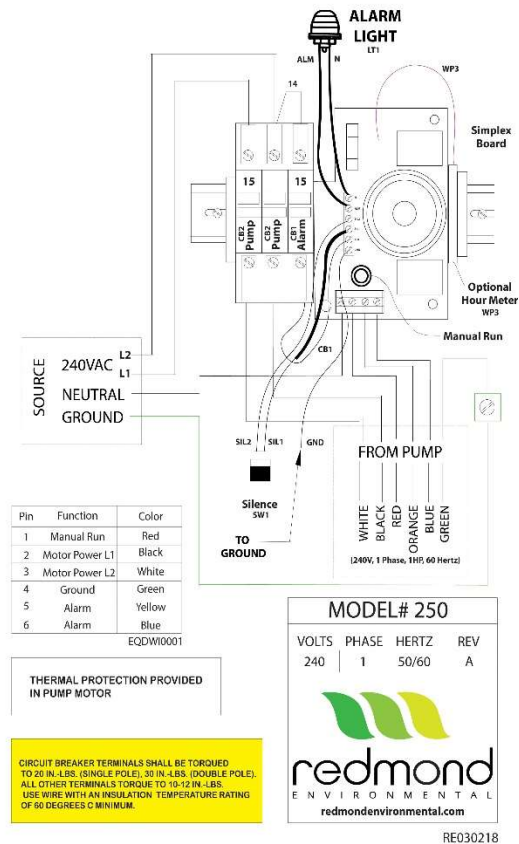 ALARM
LIGHT
LT1
ALM
N
WP3
14
Simplex
Board
15
15
CB2
Pump
CB2
Pump
CB1
Alarm
Optional
Hour Meter
WP3
Manual Run
CB1
SOURCE
240VAC
L2
L1
NEUTRAL
GROUND
SIL2
SIL1
GND
Silence
SW1
TO
GROUND
FROM PUMP
WHITE
BLACK
RED
ORANGE
BLUE
GREEN
(240V, 1 Phase, 1HP, 60 Hertz)
Pin Function Color
1 Manual Run Red
2 Motor Power L1 Black
3 Motor Power L2 White
4 Ground Green
5 Alarm Yellow
6 Alarm Blue
EQDWI0001
THERMAL PROTECTION PROVIDED
IN PUMP MOTOR
CIRCUIT BREAKER TERMINALS SHALL BE TORQUED
TO 20 IN.-LBS. (SINGLE POLE), 30 IN.-LBS. (DOUBLE POLE).
ALL OTHER TERMINALS TORQUE TO 10-12 IN.-LBS.
USE WIRE WITH AN INSULATION TEMPERATURE RATING
OF 60 DEGREES C MINIMUM.
MODEL# 250
VOLTS PHASE HERTZ REV
240 1 50/60 A
redmond
ENVIRONMENTAL
redmondenvironmental.com
RE030218